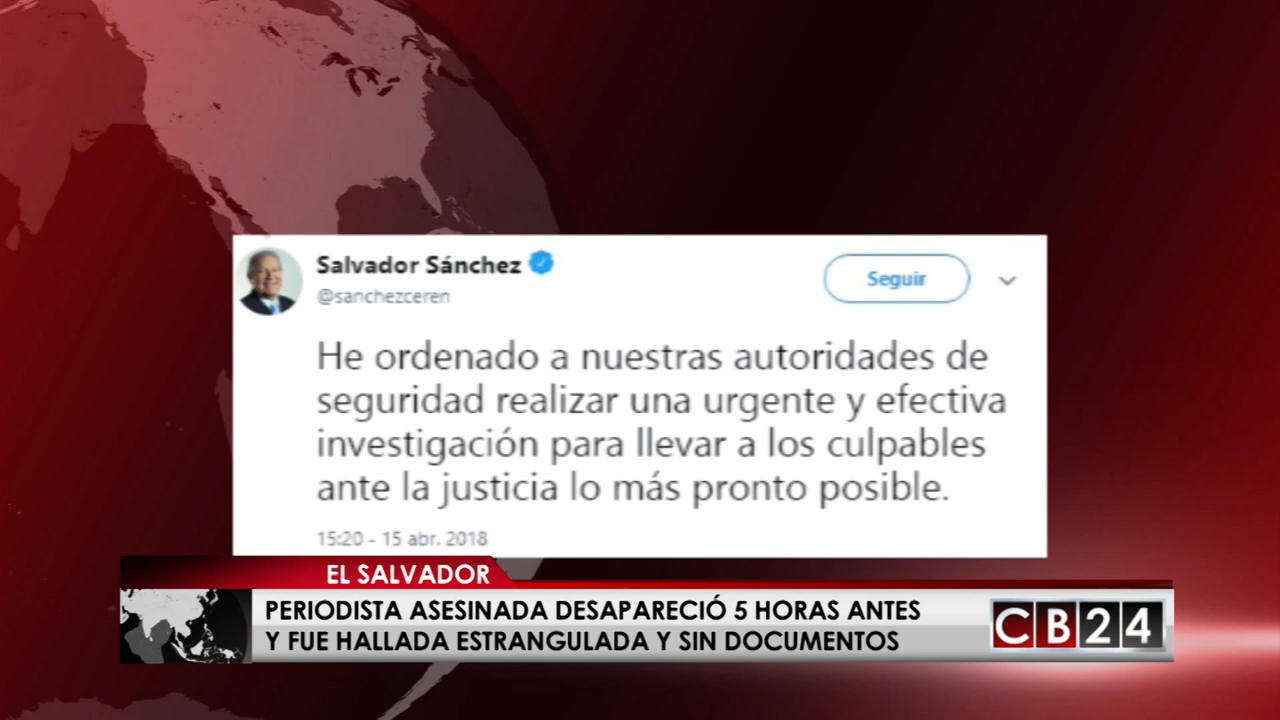 Salvador Sánchez
@sanchezceren
Seguir
He ordenado a nuestras autoridades de
seguridad realizar una urgente y efectiva
investigación para llevar a los culpables
ante la justicia lo más pronto posible.
15:20 - 15 abr. 2018
EL SALVADOR
PERIODISTA ASESINADA DESAPARECIÓ 5 HORAS ANTES
Y FUE HALLADA ESTRANGULADA Y SIN DOCUMENTOS
CB24